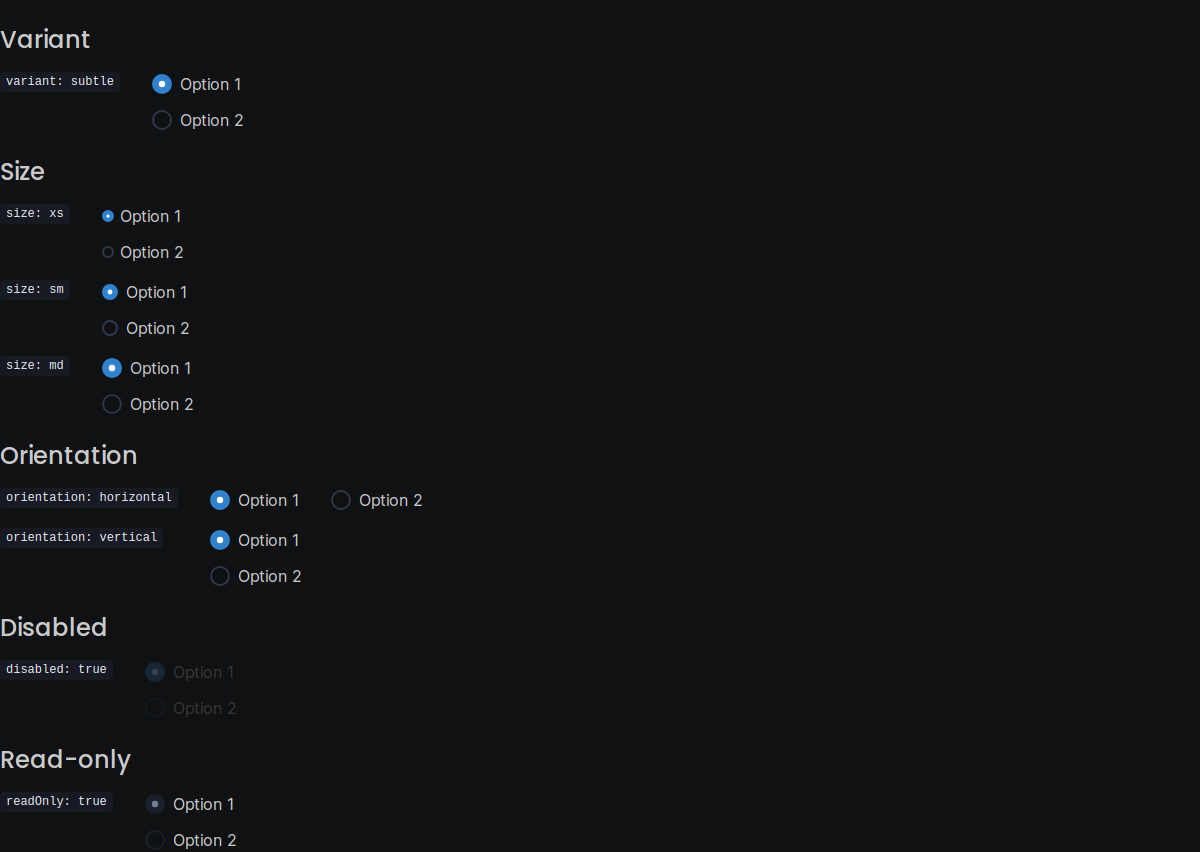 Variant
variant: subtle
Option 1
Option 2
Size
size: xs
Option 1
Option 2
size: sm
Option 1
Option 2
size: md
Option 1
Option 2
Orientation
orientation: horizontal
Option 1
Option 2
orientation: vertical
Option 1
Option 2
Disabled
disabled: true
Option 1
Option 2
Read-only
readOnly: true
Option 1
Option 2